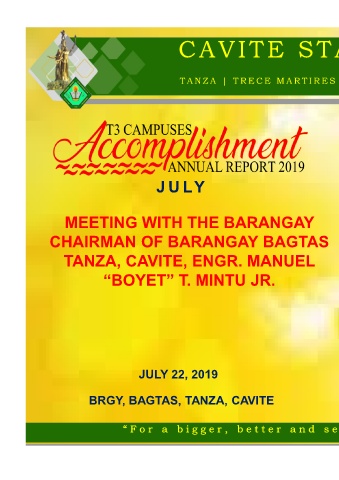 CAVITE STA
TANZA | TRECE MARTIRES
T3 CAMPUSES
Accomplishment
ANNUAL REPORT 2019
JULY
MEETING WITH THE BARANGAY
CHAIRMAN OF BARANGAY BAGTAS
TANZA, CAVITE, ENGR. MANUEL
“BOYET” T. MINTU JR.
JULY 22, 2019
BRGY, BAGTAS, TANZA, CAVITE
“For a bigger, better and se